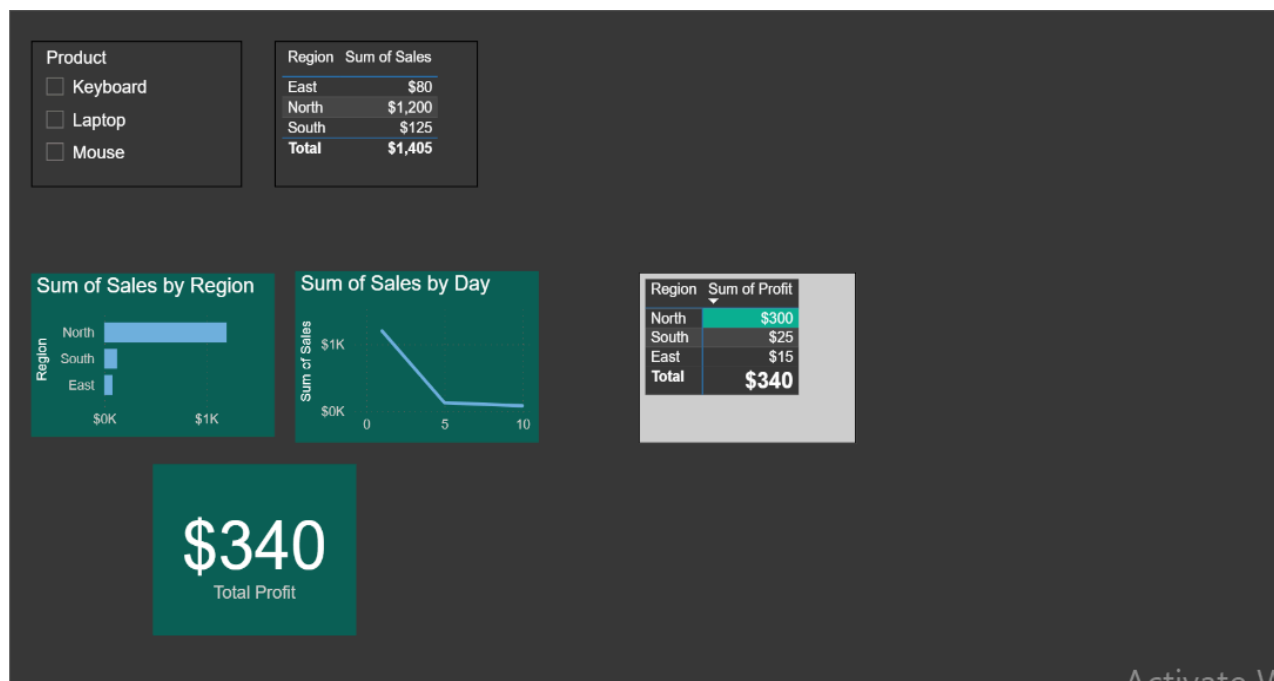 Product
Keyboard
Laptop
Mouse
Region Sum of Sales
East $80
North $1,200
South $125
Total $1,405
Sum of Sales by Region
Region
North
South
East
$0K $1K
Sum of Sales by Day
Sum of Sales
$1K
$0K
0 5 10
Region Sum of Profit
North $300
South $25
East $15
Total $340
$340
Total Profit
Activate